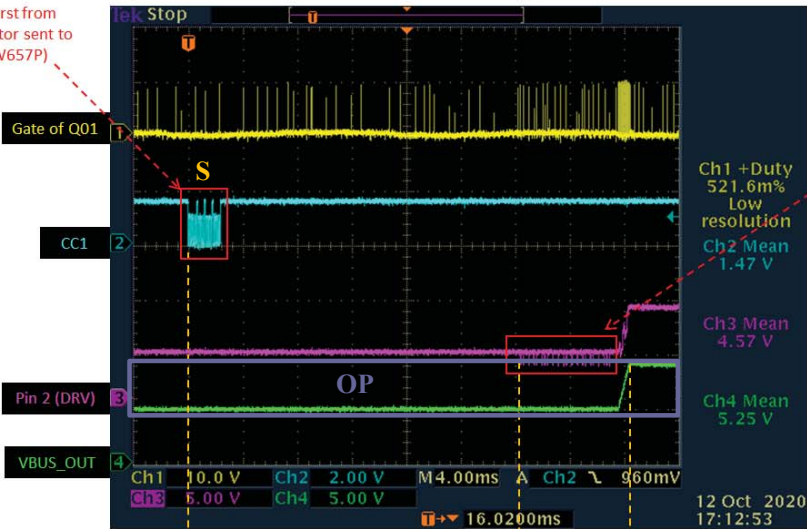 rst from
tor sent to
W657P)
Tek Stop
T
T
Gate of Q01
1
S
Ch1 +Duty
521.6m%
Low
resolution
CC1
2
Ch2 Mean
1.47 V
Ch3 Mean
4.57 V
OP
Pin 2 (DRV)
3
Ch4 Mean
5.25 V
VBUS_OUT
4
Ch1 10.0 V Ch2 2.00 V M4.00ms A Ch2 960mV
Ch3 5.00 V Ch4 5.00 V
T 16.0200ms
12 Oct 2020
17:12:53